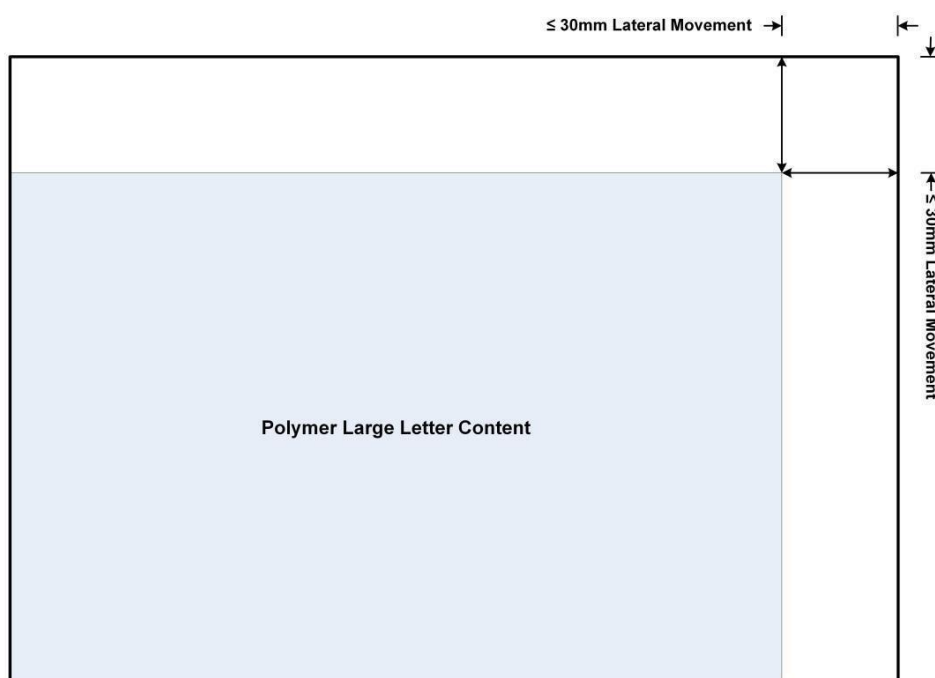 ≤ 30mm Lateral Movement
≤ 30mm Lateral Movement
Polymer Large Letter Content